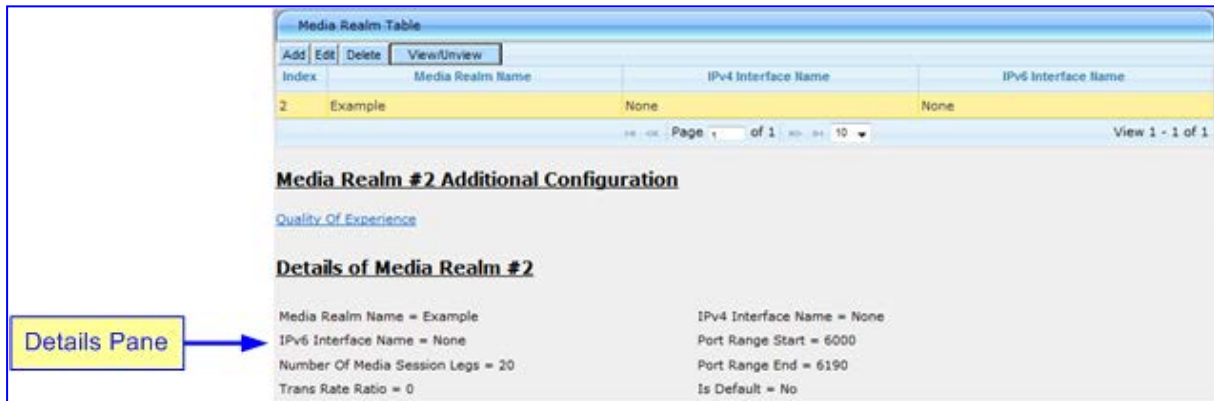 Media Realm Table
Add Edit Delete View/Unview
Index Media Realm Name IPv4 Interface Name IPv6 Interface Name
2 Example None None
Page 1 of 1 10 View 1 - 1 of 1
Media Realm #2 Additional Configuration
Quality Of Experience
Details of Media Realm #2
Media Realm Name = Example IPv4 Interface Name = None
Details Pane IPv6 Interface Name = None Port Range Start = 6000
Number Of Media Session Legs = 20 Port Range End = 6190
Trans Rate Ratio = 0 Is Default = No